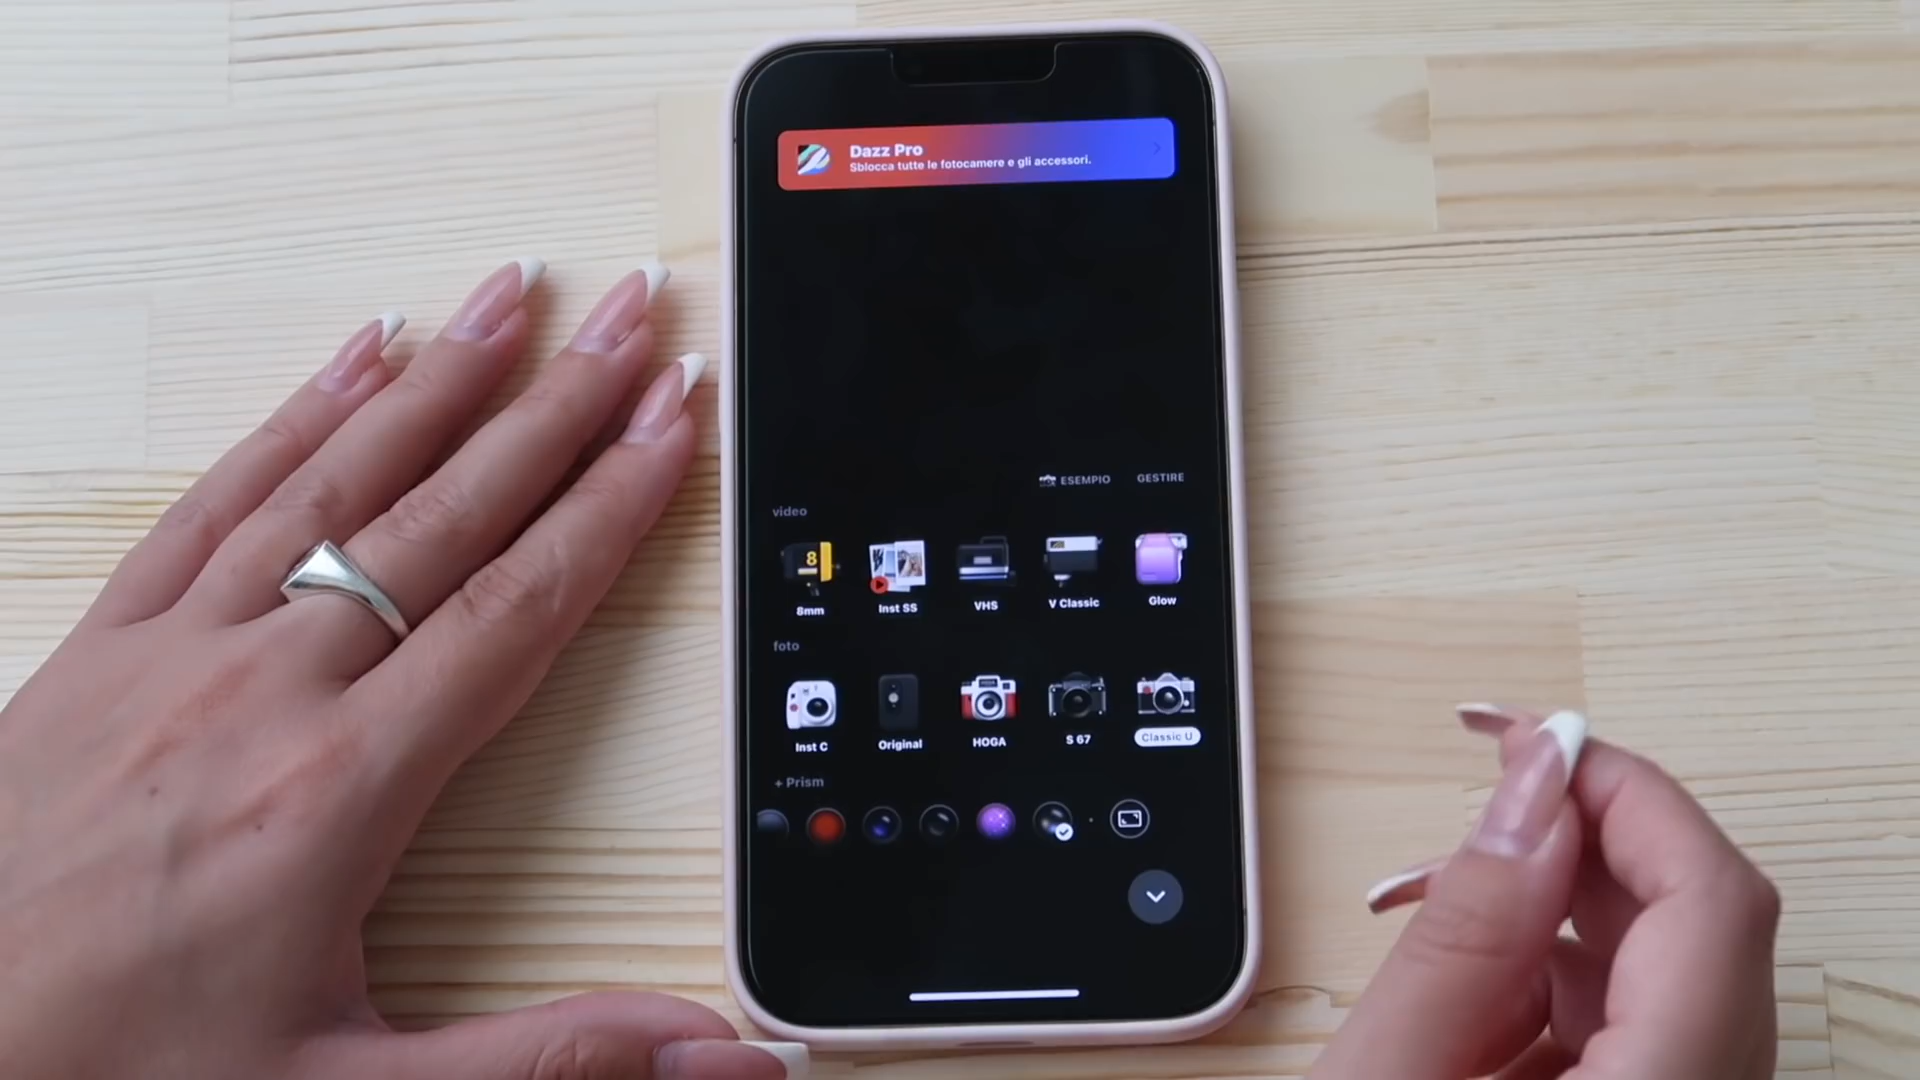 Dazz Pro
Sblocca tutte le fotocamere e gli accessori.
ESEMPIO GESTIRE
video
8
8mm Inst SS VHS V Classic Glow
foto
HOGA
Inst C Original HOGA S 67 Classic U
+ Prism